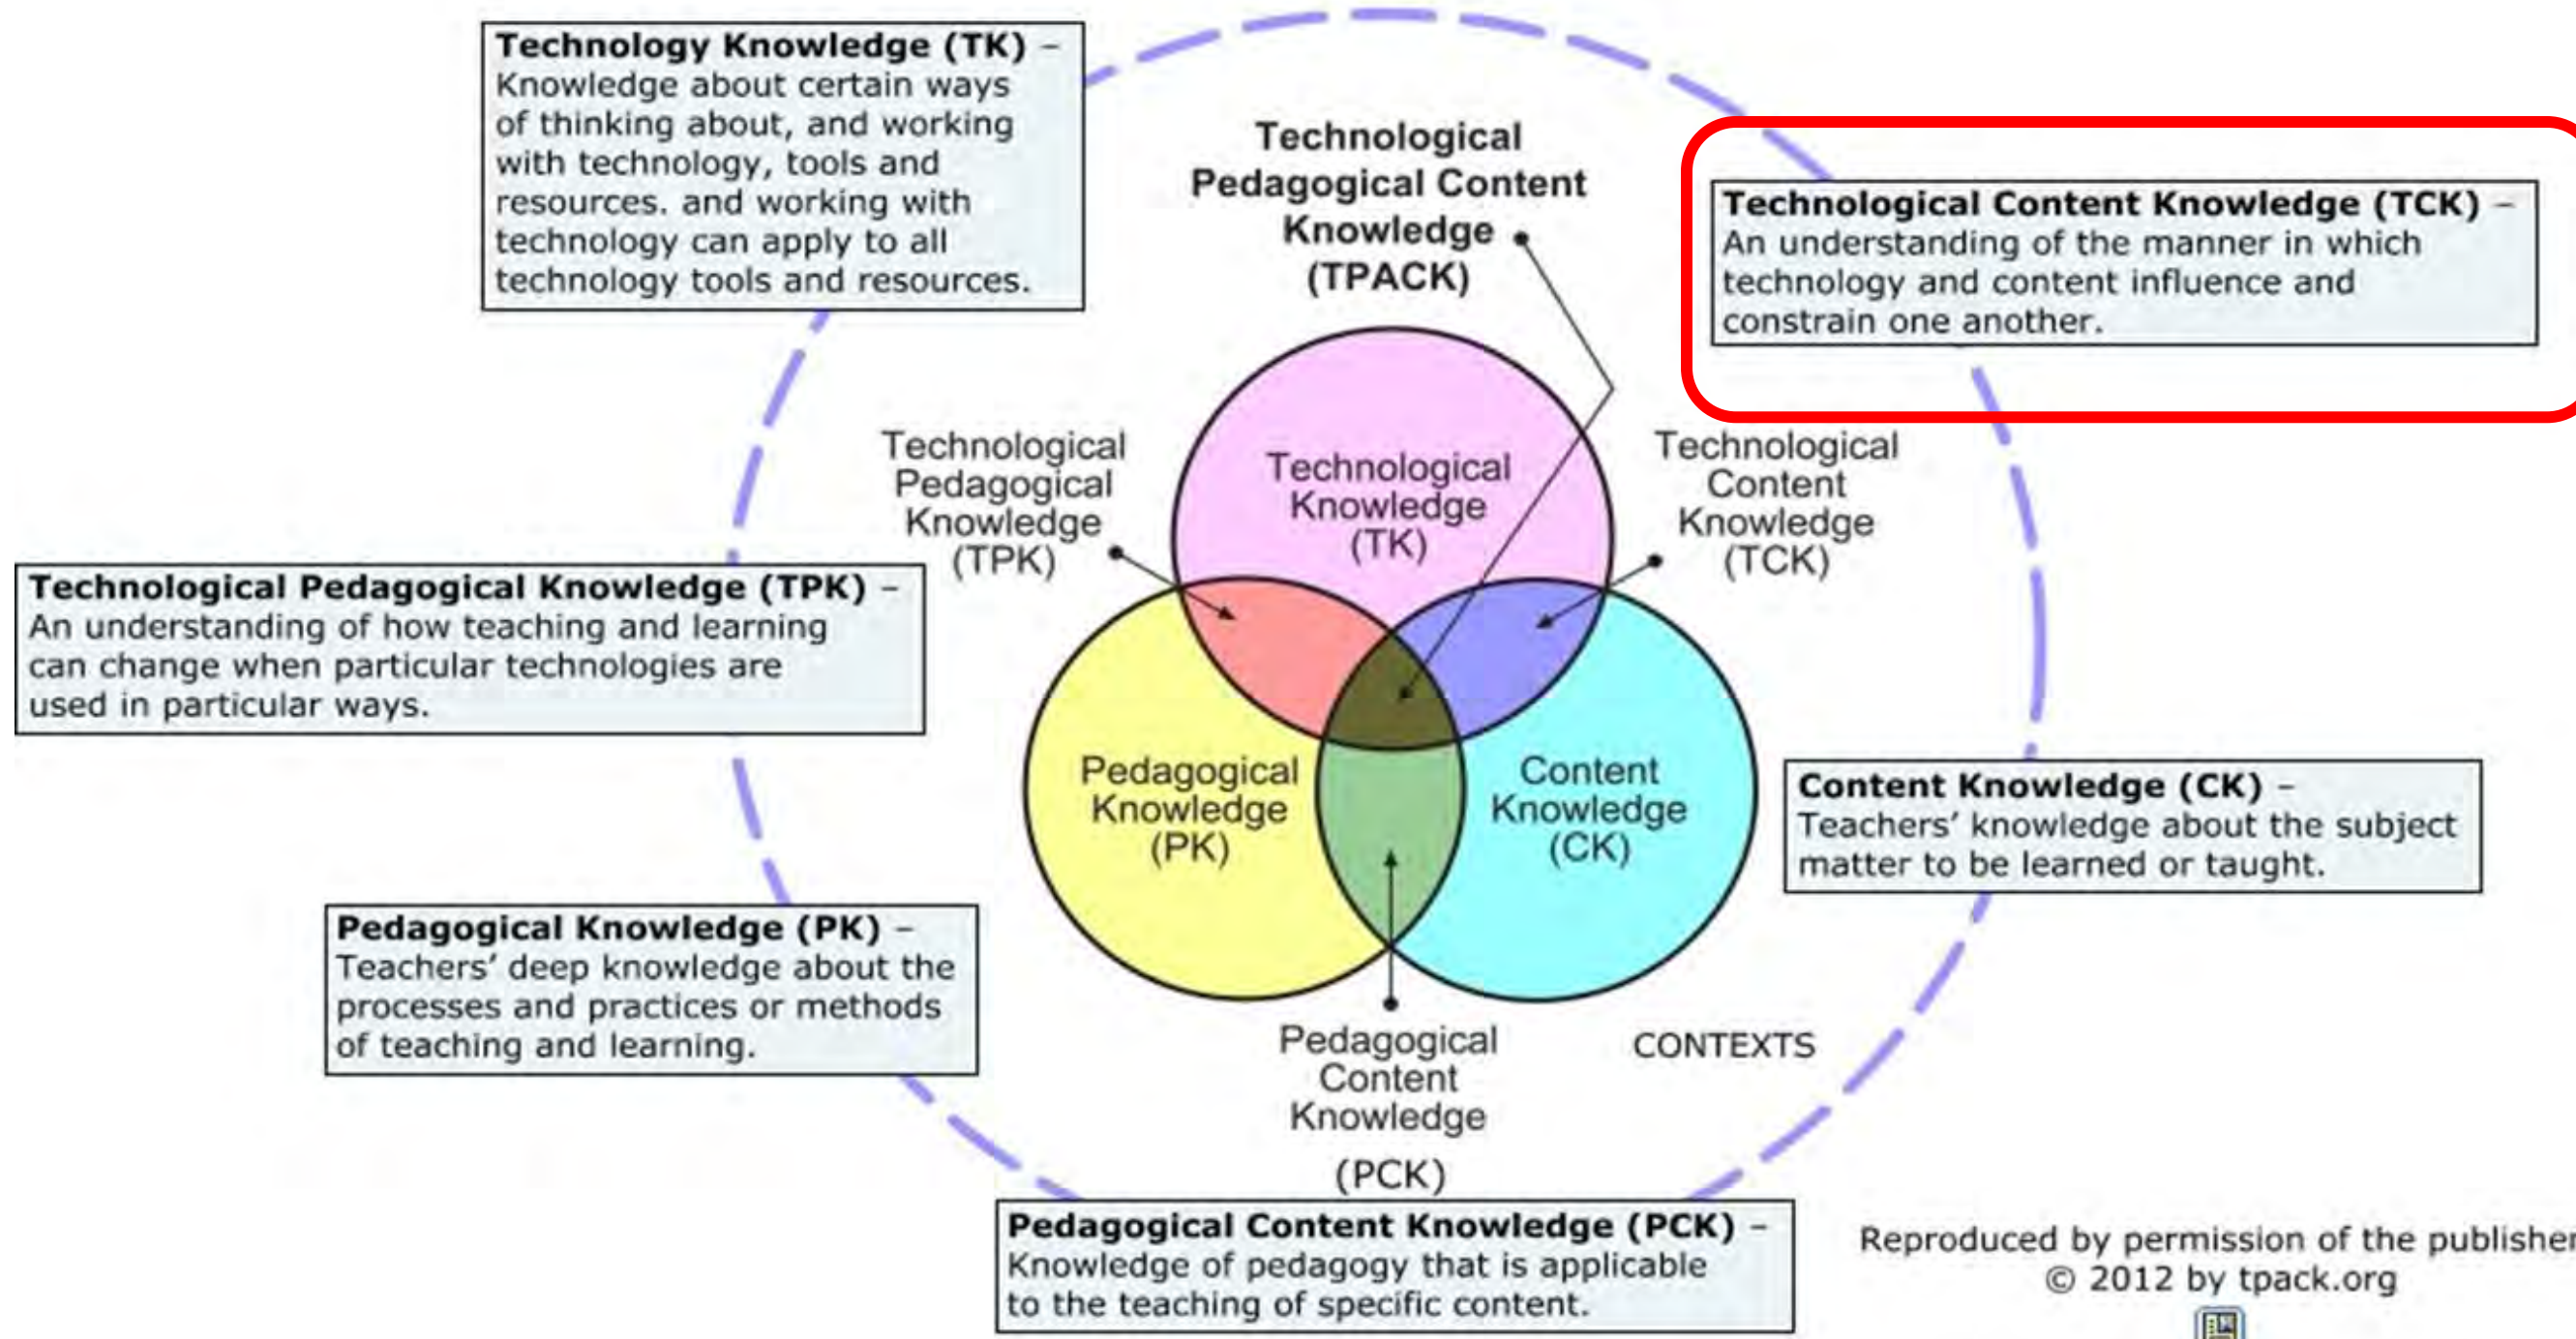 Technology Knowledge (TK) –
Knowledge about certain ways
of thinking about, and working
with technology, tools and
resources. and working with
technology can apply to all
technology tools and resources.
Technological
Pedagogical Content
Knowledge
(TPACK)
Technological Content Knowledge (TCK) –
An understanding of the manner in which
technology and content influence and
constrain one another.
Technological
Pedagogical
Knowledge
(TPK)
Technological
Knowledge
(TK)
Technological
Content
Knowledge
(TCK)
Technological Pedagogical Knowledge (TPK) –
An understanding of how teaching and learning
can change when particular technologies are
used in particular ways.
Pedagogical
Knowledge
(PK)
Content
Knowledge
(CK)
Content Knowledge (CK) –
Teachers’ knowledge about the subject
matter to be learned or taught.
Pedagogical Knowledge (PK) –
Teachers’ deep knowledge about the
processes and practices or methods
of teaching and learning.
Pedagogical
Content
Knowledge
(PCK)
CONTEXTS
Pedagogical Content Knowledge (PCK) –
Knowledge of pedagogy that is applicable
to the teaching of specific content.
Reproduced by permission of the publisher
© 2012 by tpack.org